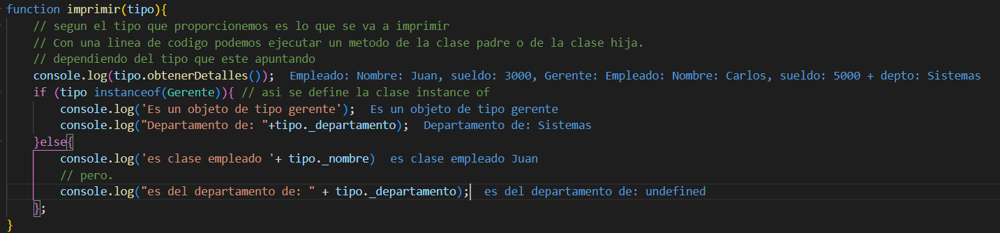 function imprimir(tipo){
// segun el tipo que proporcionemos es lo que se va a imprimir
// Con una linea de codigo podemos ejecutar un metodo de la clase padre o de la clase hija.
// dependiendo del tipo que este apuntando
console.log(tipo.obtenerDetalles()); Empleado: Nombre: Juan, sueldo: 3000, Gerente: Empleado: Nombre: Carlos, sueldo: 5000 + depto: Sistemas
if (tipo instanceof(Gerente)){ // asi se define la clase instance of
console.log('Es un objeto de tipo gerente'); Es un objeto de tipo gerente
console.log("Departamento de: "+tipo._departamento); Departamento de: Sistemas
}else{
console.log('es clase empleado '+ tipo._nombre) es clase empleado Juan
// pero.
console.log("es del departamento de: " + tipo._departamento); es del departamento de: undefined
};
}